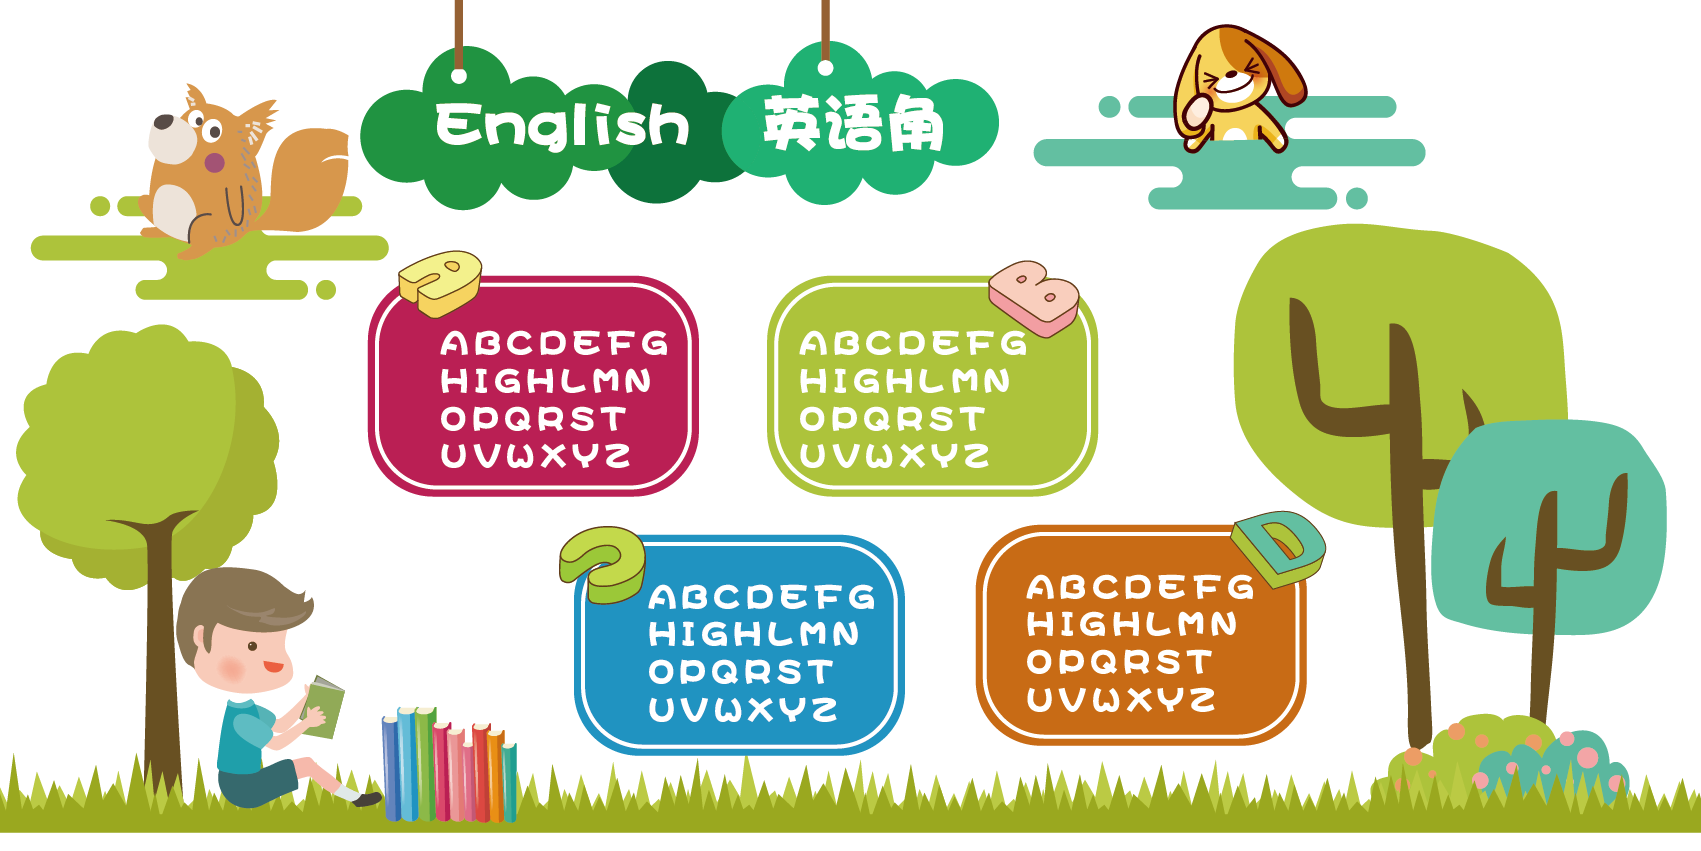 English 英语角
A
ABCDEFG
HIGHLMN
OPQRST
UVWXYZ
B
ABCDEFG
HIGHLMN
OPQRST
UVWXYZ
C
ABCDEFG
HIGHLMN
OPQRST
UVWXYZ
D
ABCDEFG
HIGHLMN
OPQRST
UVWXYZ